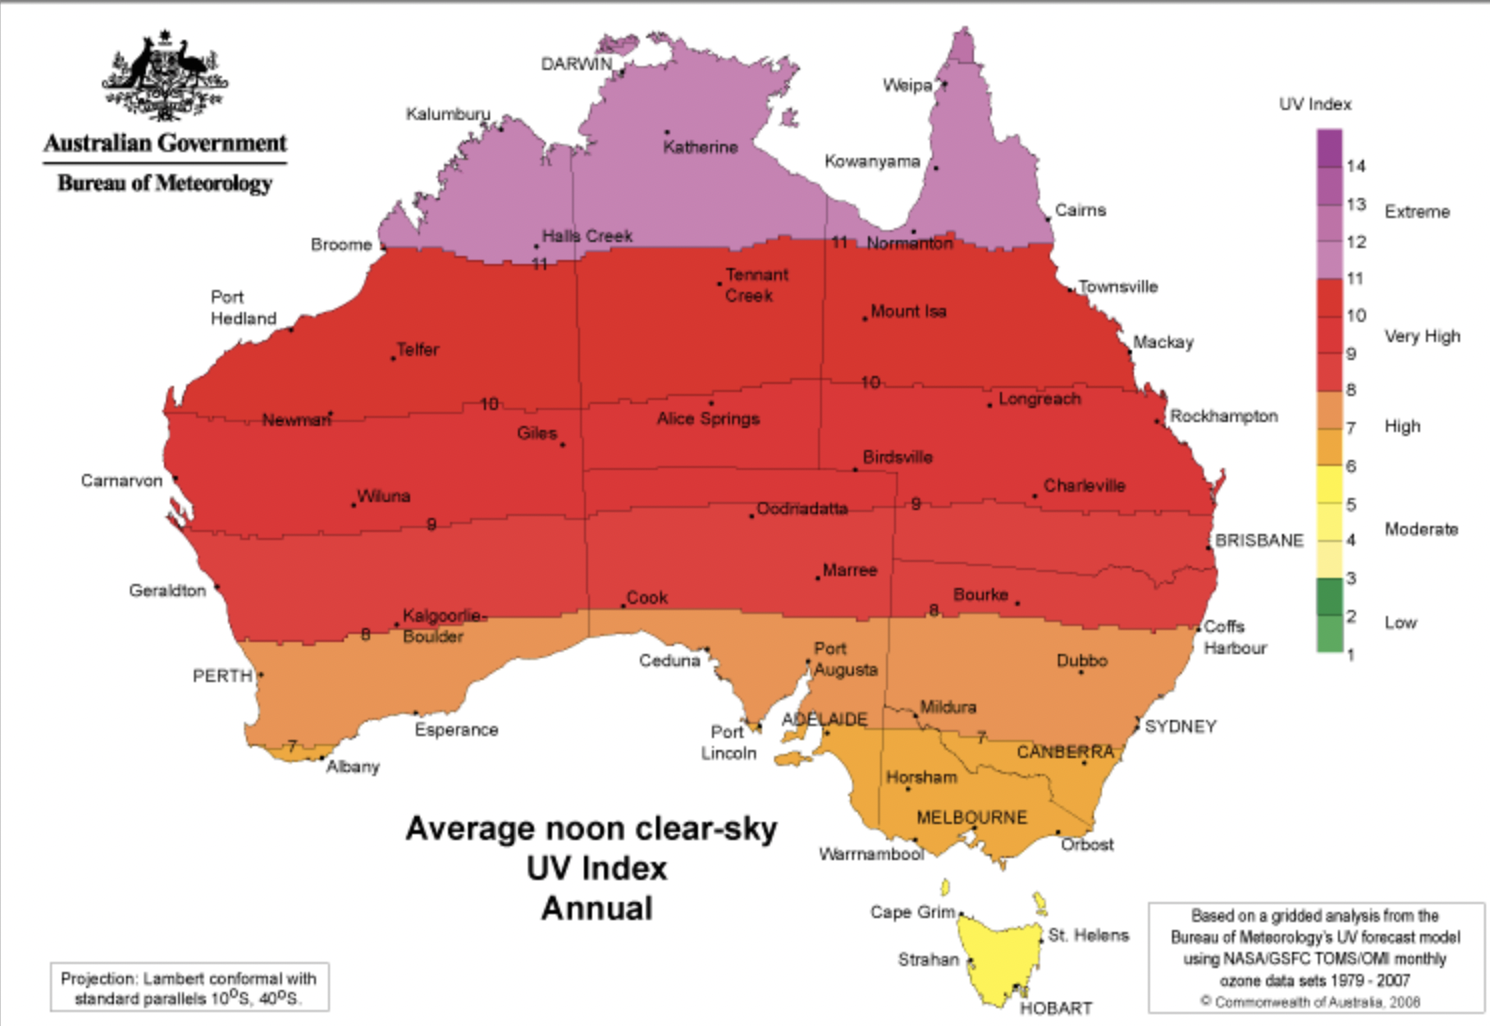 Australian Government
Bureau of Meteorology
DARWIN
Kalumburu
Katherine
Weipa
Kowanyama
Cairns
Broome
Halls Creek
11
11
Normanton
Port
Hedland
Tennant
Creek
Mount Isa
Townsville
Mackay
Telfer
Newman
10
10
Giles
Alice Springs
Longreach
Rockhampton
Birdsville
Carnarvon
Wiluna
Charleville
9
Oodnadatta
9
BRISBANE
Geraldton
Marree
Cook
Bourke
8
Kalgoorlie-
Boulder
8
Coffs
Harbour
PERTH
Ceduna
Port
Augusta
Dubbo
Esperance
Port
Lincoln
ADELAIDE
Mildura
SYDNEY
7
7
CANBERRA
Albany
Horsham
MELBOURNE
Warrnambool
Orbost
Cape Grim
St. Helens
Strahan
HOBART
UV Index
14
13
Extreme
12
11
10
Very High
9
8
High
7
6
5
Moderate
4
3
2
Low
1
Average noon clear-sky
UV Index
Annual
Projection: Lambert conformal with
standard parallels 10ºS, 40ºS.
Based on a gridded analysis from the
Bureau of Meteorology's UV forecast model
using NASA/GSFC TOMS/OMI monthly
ozone data sets 1979 - 2007
© Commonwealth of Australia, 2008